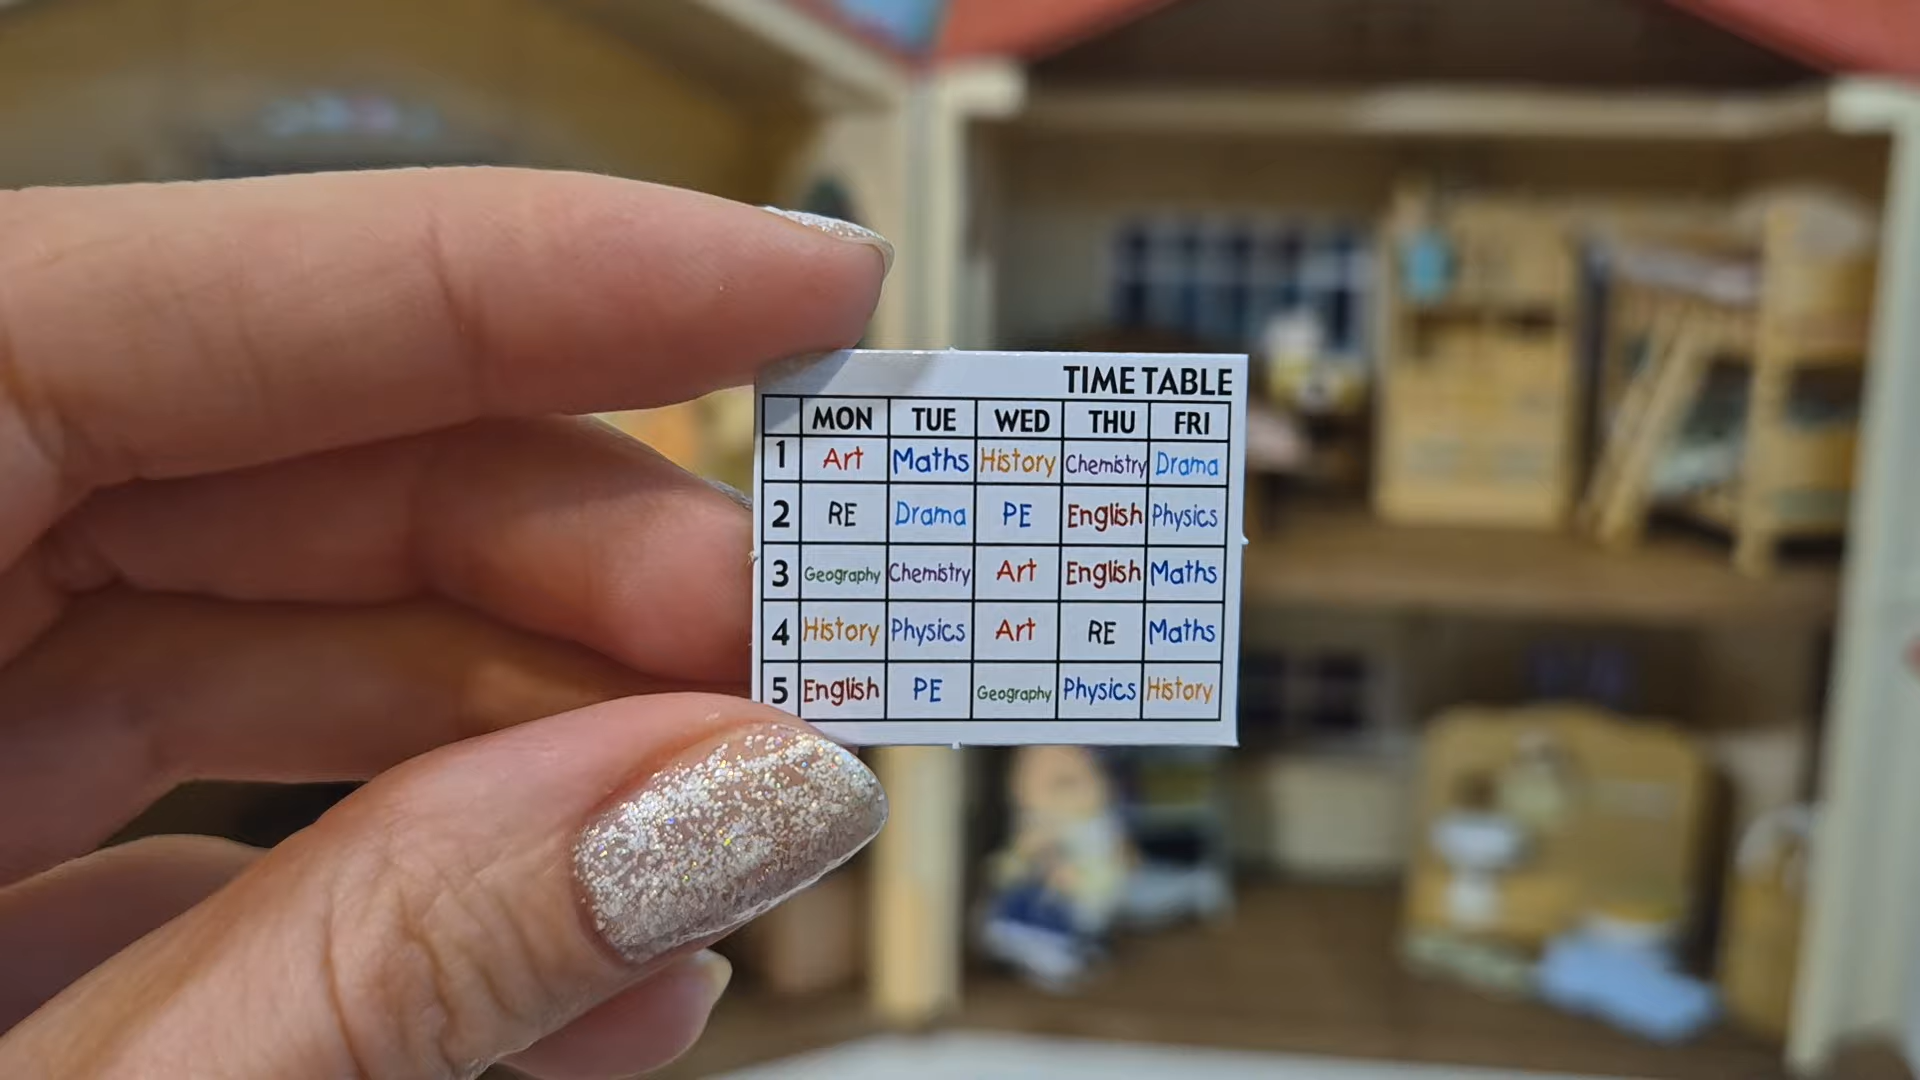 TIME TABLE
MON TUE WED THU FRI
1 Art Maths History Chemistry Drama
2 RE Drama PE English Physics
3 Geography Chemistry Art English Maths
4 History Physics Art RE Maths
5 English PE Geography Physics History